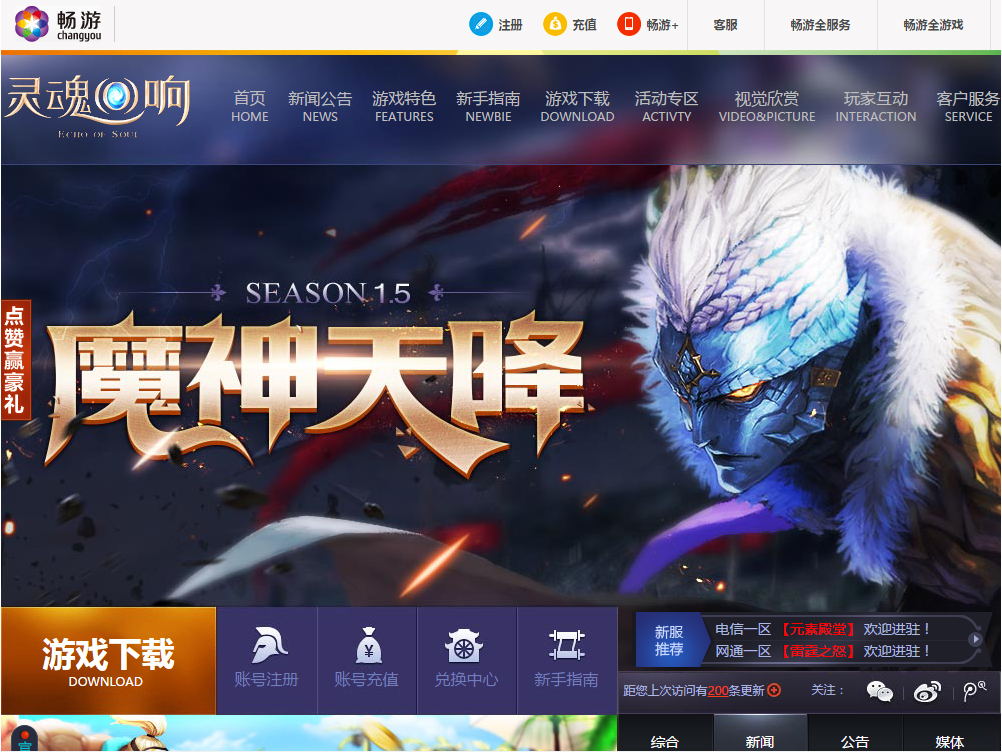 畅游
changyou
注册
充值
畅游+
客服
畅游全服务
畅游全游戏
灵魂回响
ECHO OF SOUL
首页
HOME
新闻公告
NEWS
游戏特色
FEATURES
新手指南
NEWBIE
游戏下载
DOWNLOAD
活动专区
ACTIVTY
视觉欣赏
VIDEO&PICTURE
玩家互动
INTERACTION
客户服务
SERVICE
SEASON 1.5
魔神天降
点赞赢豪礼
游戏下载
DOWNLOAD
账号注册
账号充值
兑换中心
新手指南
新服
推荐
电信一区 【元素殿堂】 欢迎进驻！
网通一区 【雷霆之怒】 欢迎进驻！
距您上次访问有200条更新
关注：
综合
新闻
公告
媒体